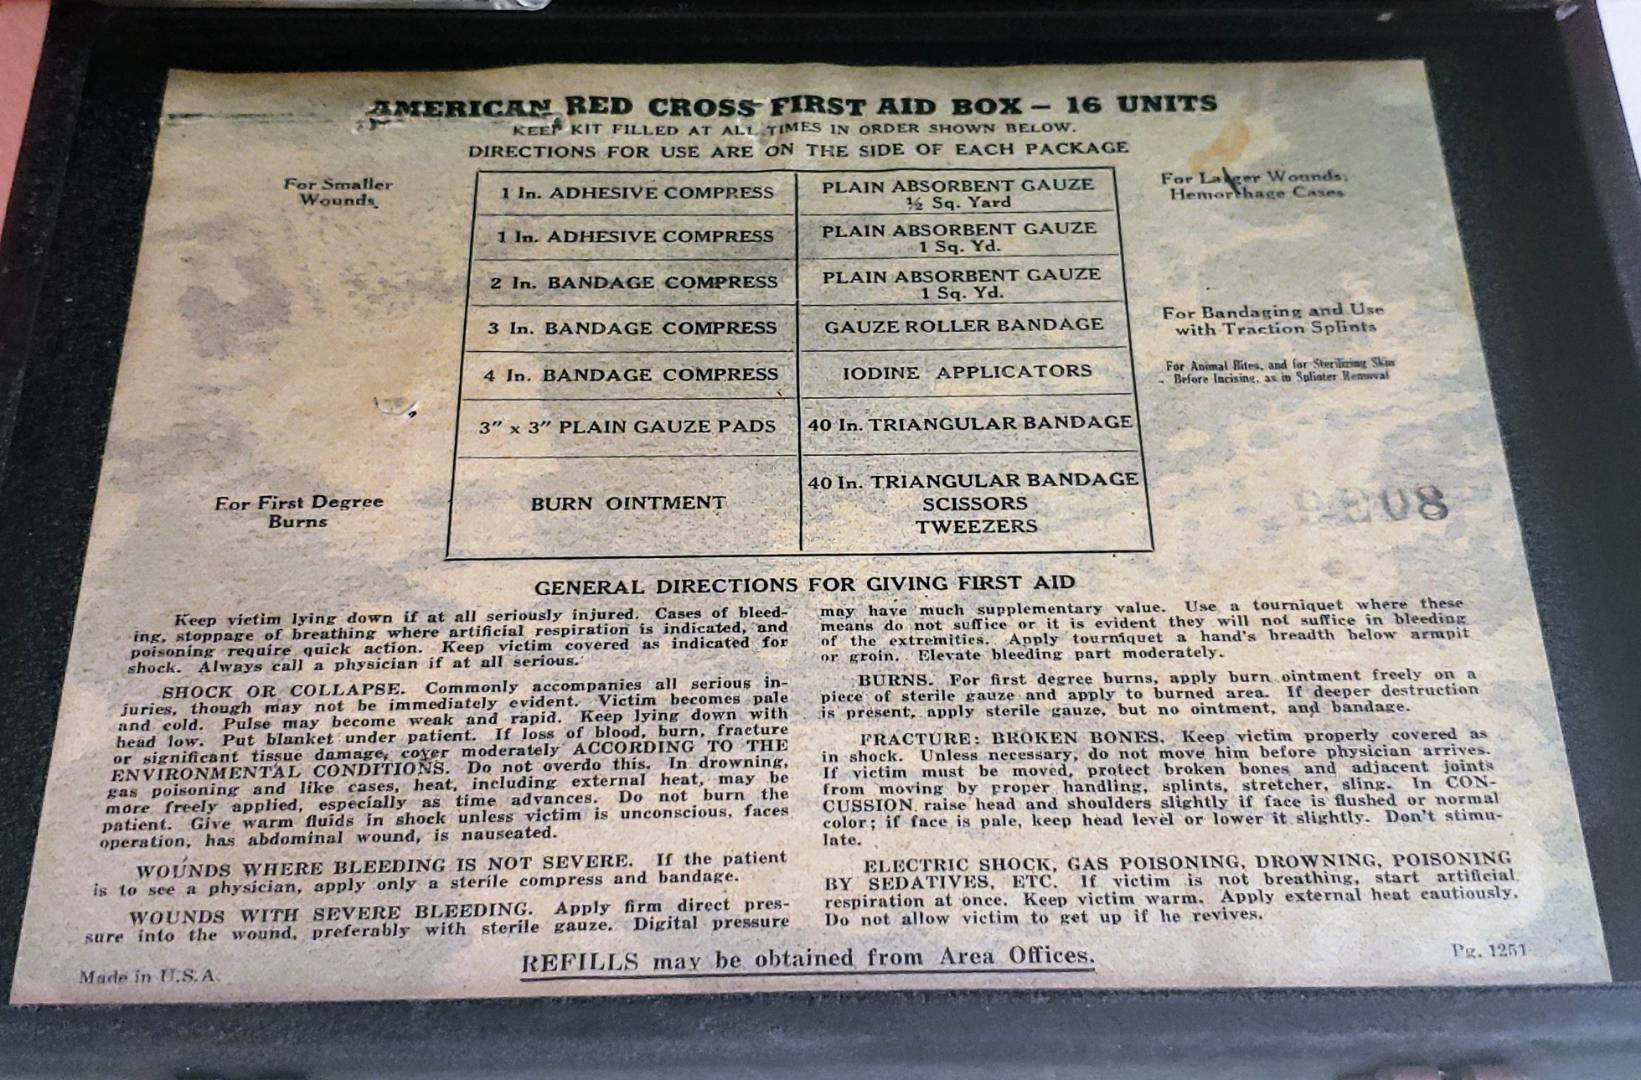 AMERICAN RED CROSS FIRST AID BOX – 16 UNITS
KEEP KIT FILLED AT ALL TIMES IN ORDER SHOWN BELOW.
DIRECTIONS FOR USE ARE ON THE SIDE OF EACH PACKAGE
For Smaller
Wounds
1 In. ADHESIVE COMPRESS
PLAIN ABSORBENT GAUZE
½ Sq. Yard
For Larger Wounds;
Hemorrhage Cases
1 In. ADHESIVE COMPRESS
PLAIN ABSORBENT GAUZE
1 Sq. Yd.
2 In. BANDAGE COMPRESS
PLAIN ABSORBENT GAUZE
1 Sq. Yd.
3 In. BANDAGE COMPRESS
GAUZE ROLLER BANDAGE
For Bandaging and Use
with Traction Splints
4 In. BANDAGE COMPRESS
IODINE APPLICATORS
For Animal Bites, and for Sterilizing Skin
Before Incising, as in Splinter Removal
3" x 3" PLAIN GAUZE PADS
40 In. TRIANGULAR BANDAGE
For First Degree
Burns
BURN OINTMENT
40 In. TRIANGULAR BANDAGE
SCISSORS
TWEEZERS
GENERAL DIRECTIONS FOR GIVING FIRST AID
Keep victim lying down if at all seriously injured. Cases of bleed-
ing, stoppage of breathing where artificial respiration is indicated, and
poisoning require quick action. Keep victim covered as indicated for
shock. Always call a physician if at all serious.
SHOCK OR COLLAPSE. Commonly accompanies all serious in-
juries, though may not be immediately evident. Victim becomes pale
and cold. Pulse may become weak and rapid. Keep lying down with
head low. Put blanket under patient. If loss of blood, burn, fracture
or significant tissue damage, cover moderately ACCORDING TO THE
ENVIRONMENTAL CONDITIONS. Do not overdo this. In drowning,
gas poisoning and like cases, heat, including external heat, may be
more freely applied, especially as time advances. Do not burn the
patient. Give warm fluids in shock unless victim is unconscious, faces
operation, has abdominal wound, is nauseated.
WOUNDS WHERE BLEEDING IS NOT SEVERE. If the patient
is to see a physician, apply only a sterile compress and bandage.
WOUNDS WITH SEVERE BLEEDING. Apply firm direct pres-
sure into the wound, preferably with sterile gauze. Digital pressure
may have much supplementary value. Use a tourniquet where these
means do not suffice or it is evident they will not suffice in bleeding
of the extremities. Apply tourniquet a hand's breadth below armpit
or groin. Elevate bleeding part moderately.
BURNS. For first degree burns, apply burn ointment freely on a
piece of sterile gauze and apply to burned area. If deeper destruction
is present, apply sterile gauze, but no ointment, and bandage.
FRACTURE: BROKEN BONES. Keep victim properly covered as
in shock. Unless necessary, do not move him before physician arrives.
If victim must be moved, protect broken bones and adjacent joints
from moving by proper handling, splints, stretcher, sling. In CON-
CUSSION raise head and shoulders slightly if face is flushed or normal
color; if face is pale, keep head level or lower it slightly. Don't stimu-
late.
ELECTRIC SHOCK, GAS POISONING, DROWNING, POISONING
BY SEDATIVES, ETC. If victim is not breathing, start artificial
respiration at once. Keep victim warm. Apply external heat cautiously.
Do not allow victim to get up if he revives.
Made in U.S.A.
REFILLS may be obtained from Area Offices.
Pg. 1251